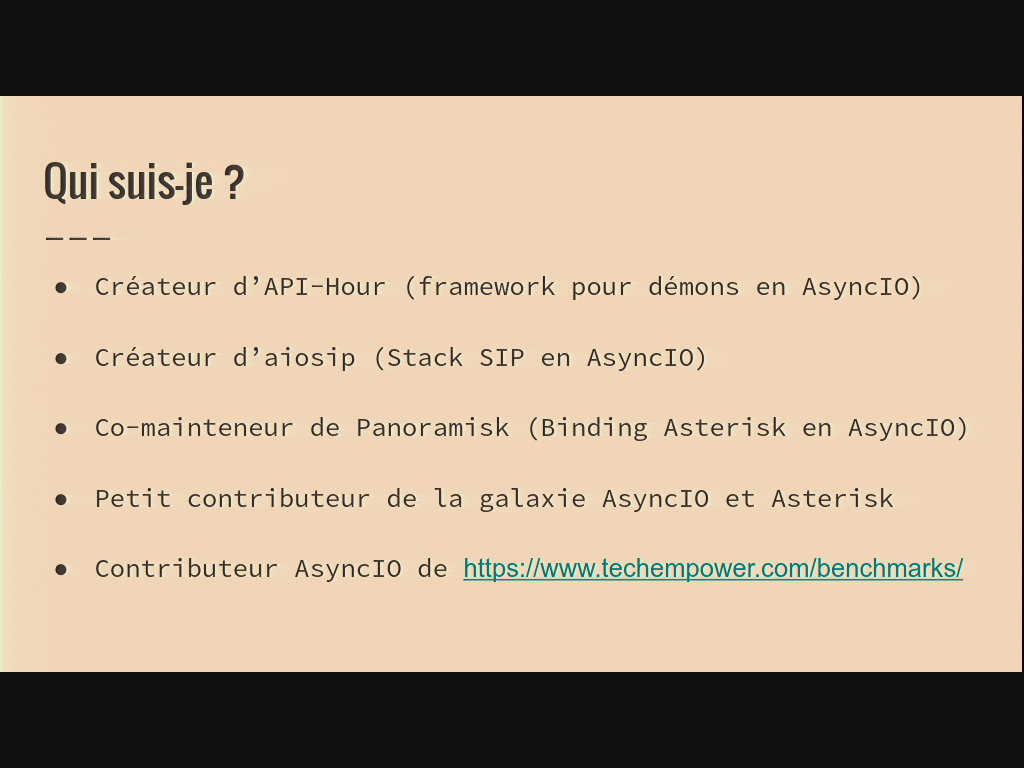 Qui suis-je ?
● Créateur d’API-Hour (framework pour démons en AsyncIO)
● Créateur d’aiosip (Stack SIP en AsyncIO)
● Co-mainteneur de Panoramisk (Binding Asterisk en AsyncIO)
● Petit contributeur de la galaxie AsyncIO et Asterisk
● Contributeur AsyncIO de https://www.techempower.com/benchmarks/